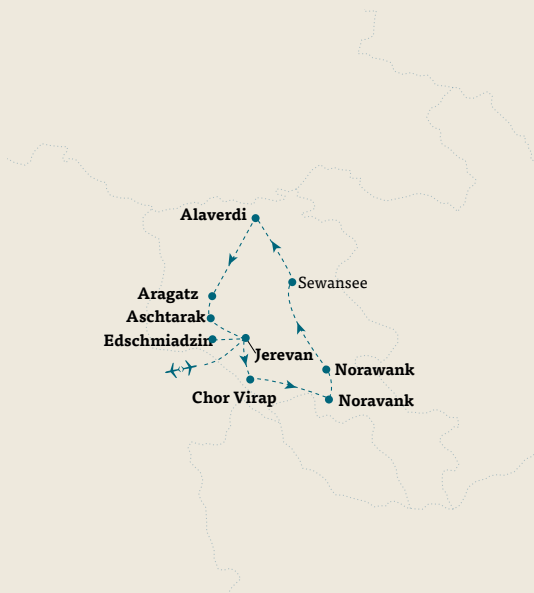 Alaverdi
Sewansee
Aragatz
Aschtarak
Edschmiadzin
Jerevan
Norawank
Chor Virap
Noravank